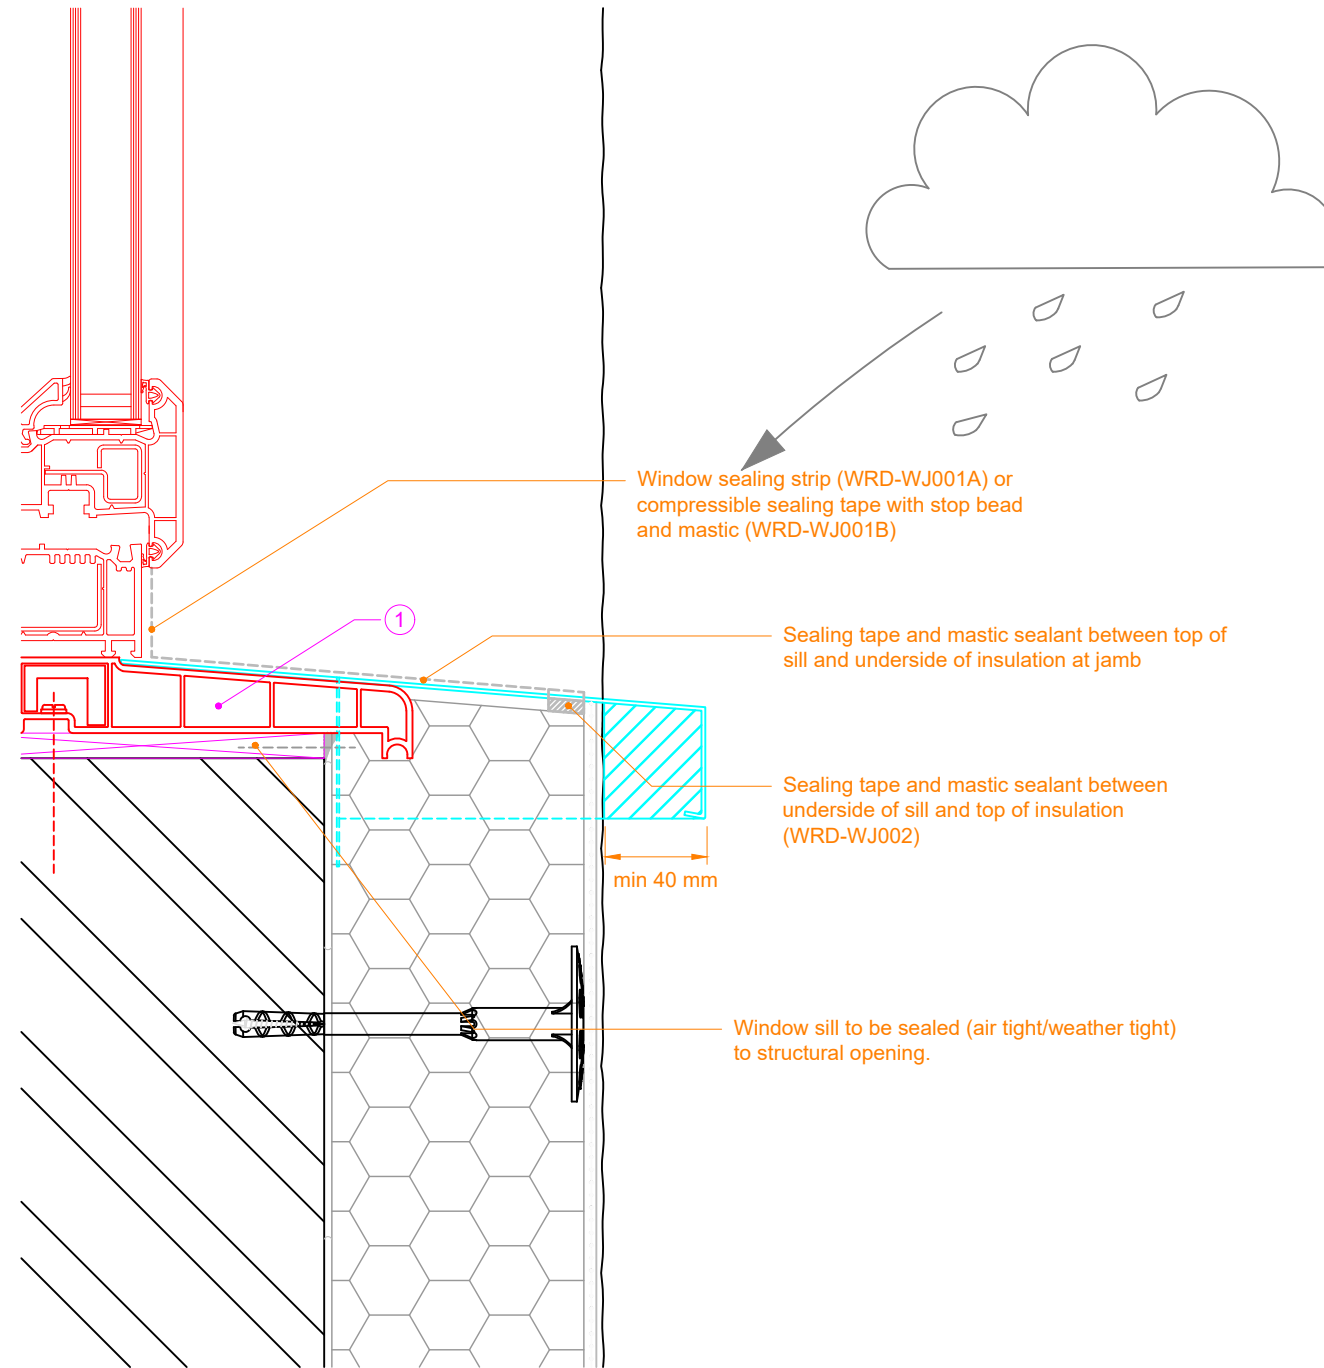 Window sealing strip (WRD-WJ001A) or
compressible sealing tape with stop bead
and mastic (WRD-WJ001B)
1
Sealing tape and mastic sealant between top of
sill and underside of insulation at jamb
Sealing tape and mastic sealant between
underside of sill and top of insulation
(WRD-WJ002)
min 40 mm
Window sill to be sealed (air tight/weather tight)
to structural opening.